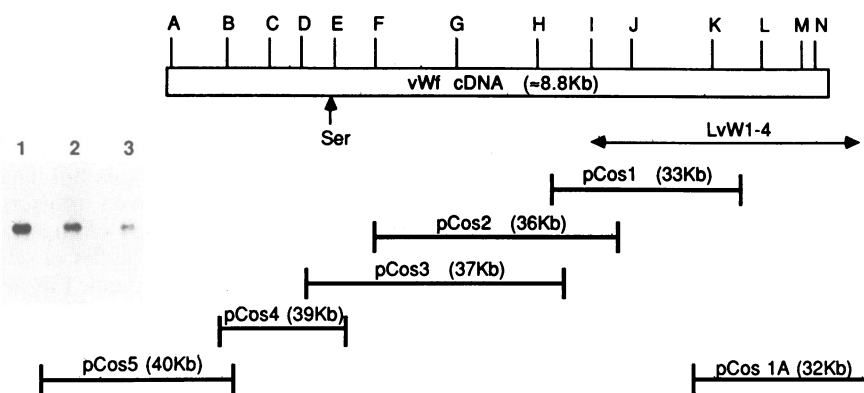 A B C D E F G H I J K L M N
vWf cDNA (≈8.8Kb)
Ser
LvW1-4
1 2 3
pCos1 (33Kb)
pCos2 (36Kb)
pCos3 (37Kb)
pCos4 (39Kb)
pCos5 (40Kb)
pCos 1A (32Kb)